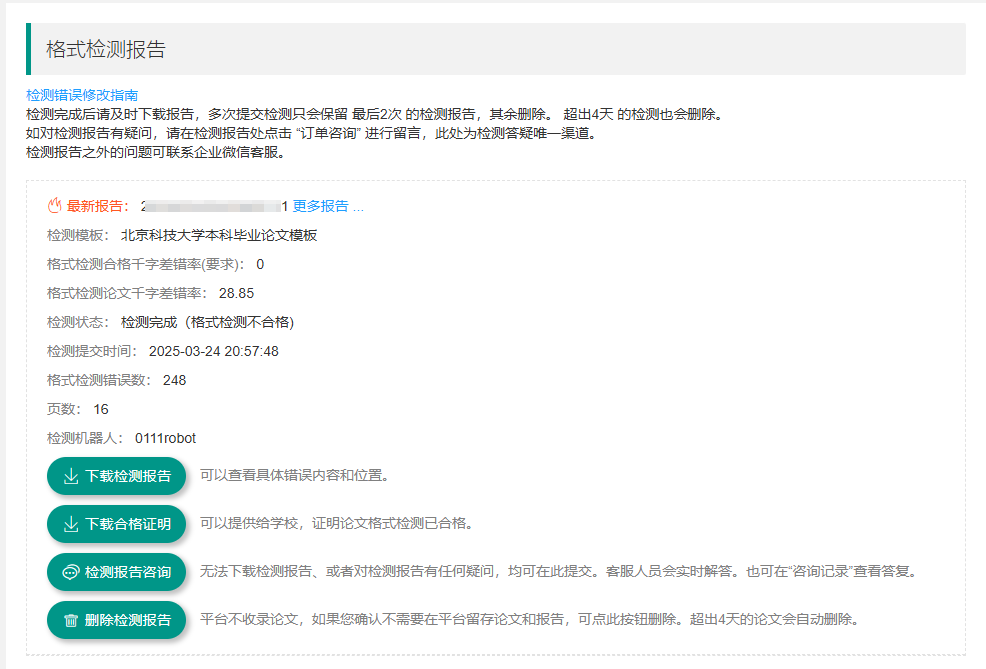 格式检测报告
检测错误修改指南
检测完成后请及时下载报告，多次提交检测只会保留 最后2次 的检测报告，其余删除。 超出4天 的检测也会删除。
如对检测报告有疑问，请在检测报告处点击 “订单咨询” 进行留言，此处为检测答疑唯一渠道。
检测报告之外的问题可联系企业微信客服。
最新报告： 2 1 更多报告 ...
检测模板： 北京科技大学本科毕业论文模板
格式检测合格千字差错率(要求)： 0
格式检测论文千字差错率： 28.85
检测状态： 检测完成（格式检测不合格)
检测提交时间： 2025-03-24 20:57:48
格式检测错误数： 248
页数： 16
检测机器人： 0111robot
下载检测报告 可以查看具体错误内容和位置。
下载合格证明 可以提供给学校，证明论文格式检测已合格。
检测报告咨询 无法下载检测报告、或者对检测报告有任何疑问，均可在此提交。客服人员会实时解答。也可在“咨询记录”查看答复。
删除检测报告 平台不收录论文，如果您确认不需要在平台留存论文和报告，可点此按钮删除。超出4天的论文会自动删除。